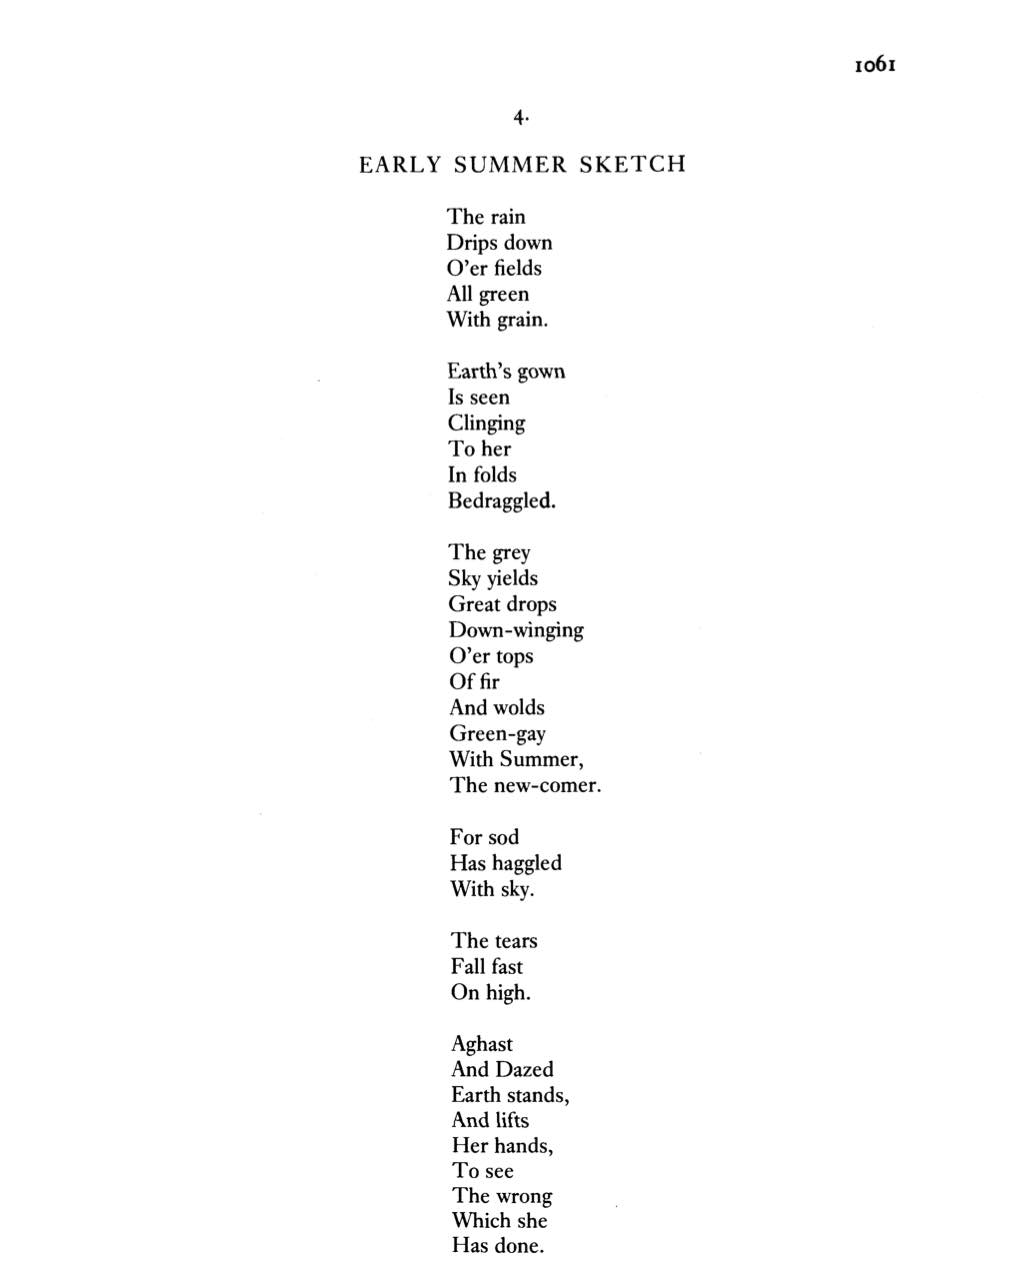 1061
4.
EARLY SUMMER SKETCH
The rain
Drips down
O'er fields
All green
With grain.
Earth's gown
Is seen
Clinging
To her
In folds
Bedraggled.
The grey
Sky yields
Great drops
Down-winging
O'er tops
Of fir
And wolds
Green-gay
With Summer,
The new-comer.
For sod
Has haggled
With sky.
The tears
Fall fast
On high.
Aghast
And Dazed
Earth stands,
And lifts
Her hands,
To see
The wrong
Which she
Has done.